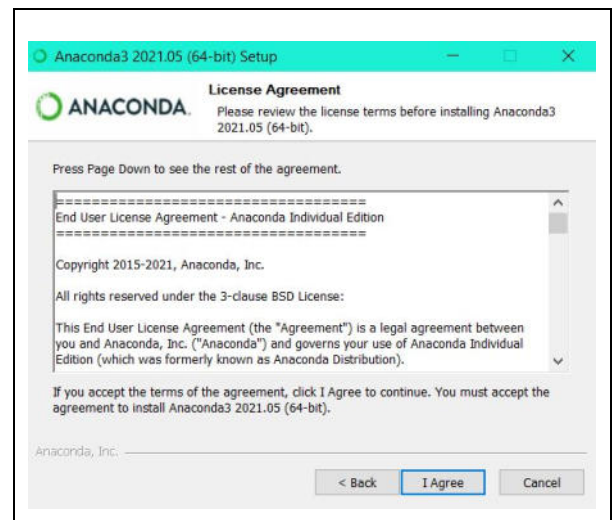 Anaconda3 2021.05 (64-bit) Setup
ANACONDA.
License Agreement
Please review the license terms before installing Anaconda3
2021.05 (64-bit).
Press Page Down to see the rest of the agreement.
=====================================
End User License Agreement - Anaconda Individual Edition
=====================================
Copyright 2015-2021, Anaconda, Inc.
All rights reserved under the 3-clause BSD License:
This End User License Agreement (the "Agreement") is a legal agreement between
you and Anaconda, Inc. ("Anaconda") and governs your use of Anaconda Individual
Edition (which was formerly known as Anaconda Distribution).
If you accept the terms of the agreement, click I Agree to continue. You must accept the
agreement to install Anaconda3 2021.05 (64-bit).
Anaconda, Inc.
< Back
I Agree
Cancel